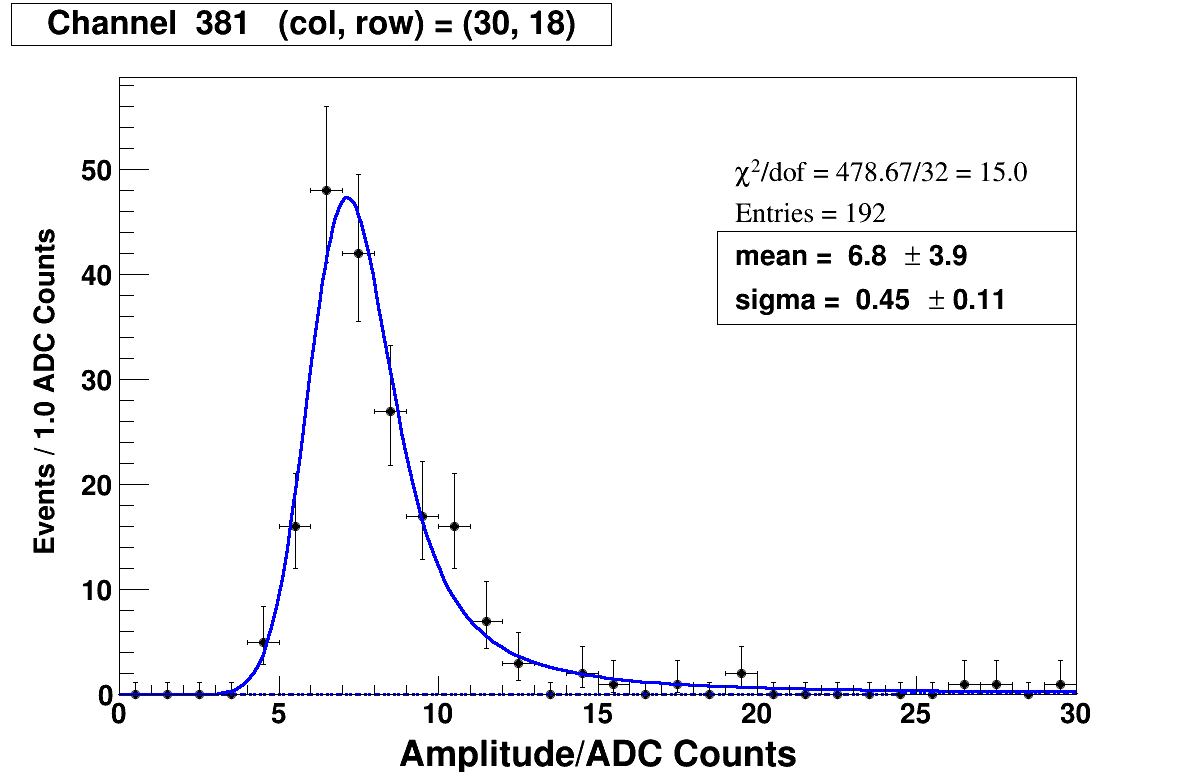 Channel 381 (col, row) = (30, 18)
χ²/dof = 478.67/32 = 15.0
Entries = 192
mean = 6.8 ± 3.9
sigma = 0.45 ± 0.11
Events / 1.0 ADC Counts
50
40
30
20
10
0
0 5 10 15 20 25 30
Amplitude/ADC Counts